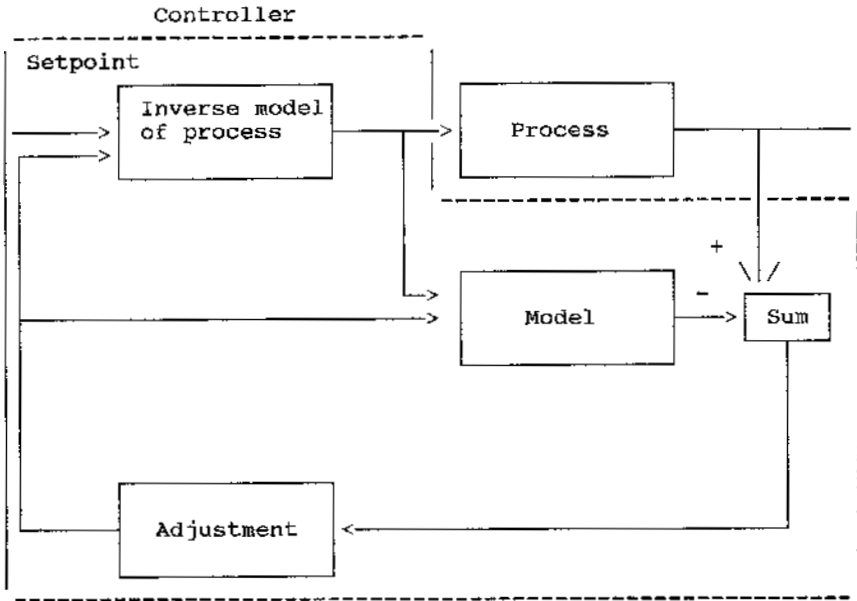 Controller
Setpoint
Inverse model
of process
Process
+
-
Model
Sum
Adjustment